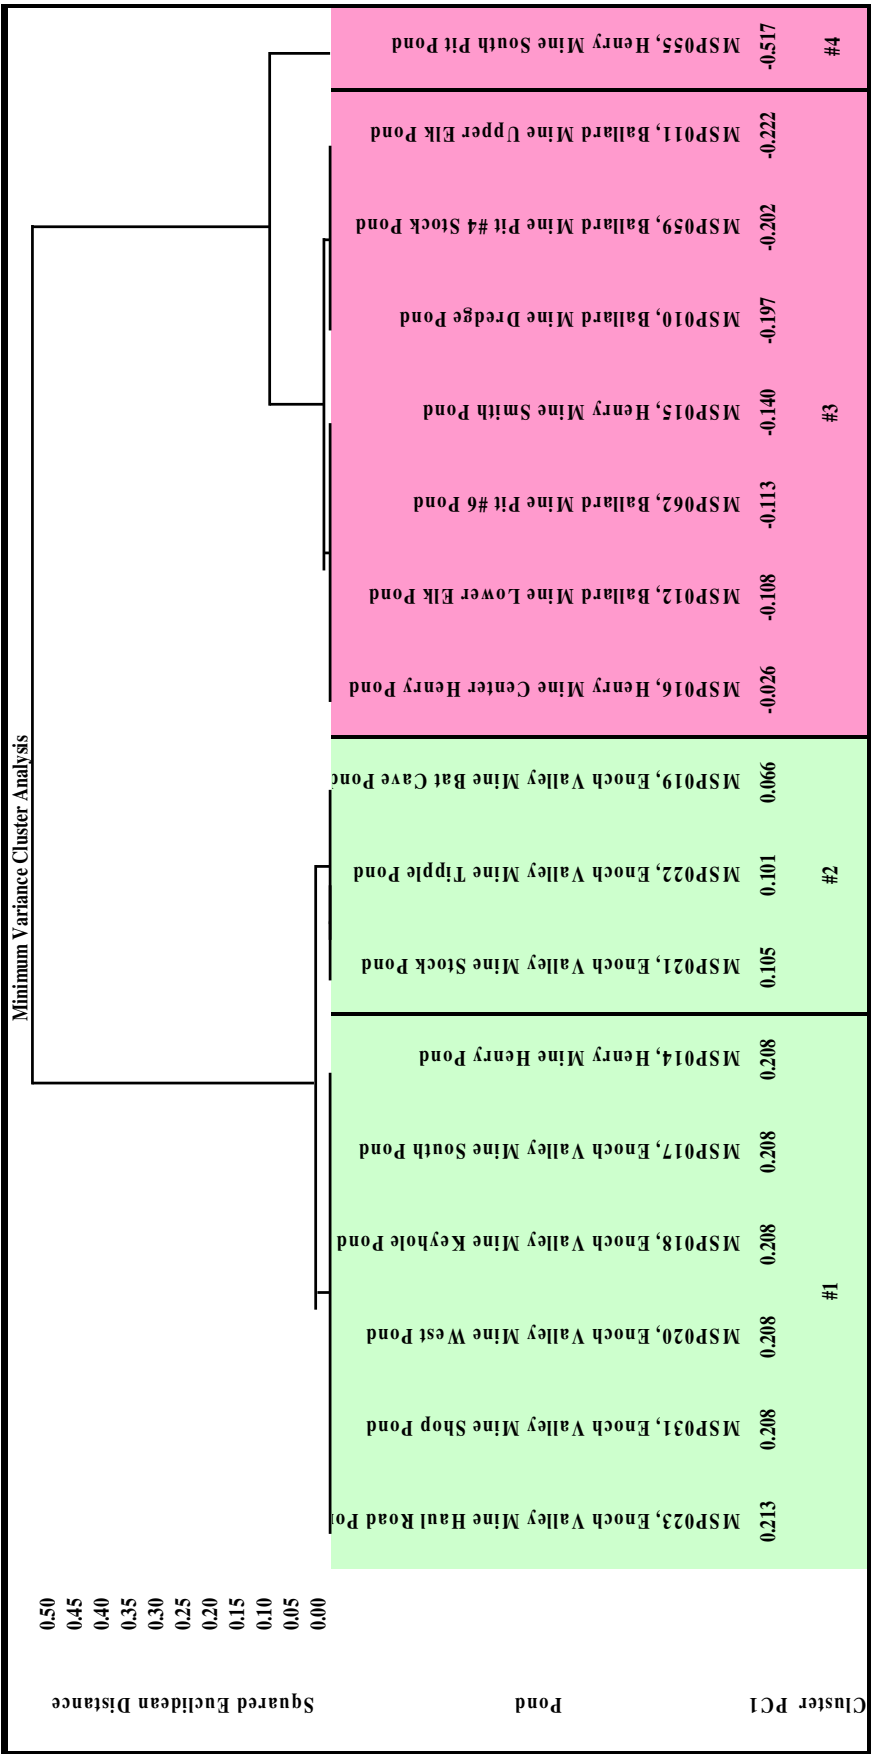 Minimum Variance Cluster Analysis
MSP055, Henry Mine South Pit Pond
-0.517
#4
MSP011, Ballard Mine Upper Elk Pond
-0.222
MSP059, Ballard Mine Pit #4 Stock Pond
-0.202
MSP010, Ballard Mine Dredge Pond
-0.197
MSP015, Henry Mine Smith Pond
-0.140
#3
MSP062, Ballard Mine Pit #6 Pond
-0.113
MSP012, Ballard Mine Lower Elk Pond
-0.108
MSP016, Henry Mine Center Henry Pond
-0.026
MSP019, Enoch Valley Mine Bat Cave Pond
0.066
MSP022, Enoch Valley Mine Tipple Pond
0.101
#2
MSP021, Enoch Valley Mine Stock Pond
0.105
MSP014, Henry Mine Henry Pond
0.208
MSP017, Enoch Valley Mine South Pond
0.208
MSP018, Enoch Valley Mine Keyhole Pond
0.208
#1
MSP020, Enoch Valley Mine West Pond
0.208
MSP031, Enoch Valley Mine Shop Pond
0.208
MSP023, Enoch Valley Mine Haul Road Po
0.213
0.50
0.45
0.40
0.35
0.30
0.25
0.20
0.15
0.10
0.05
0.00
Squared Euclidean Distance
Pond
Cluster PC1